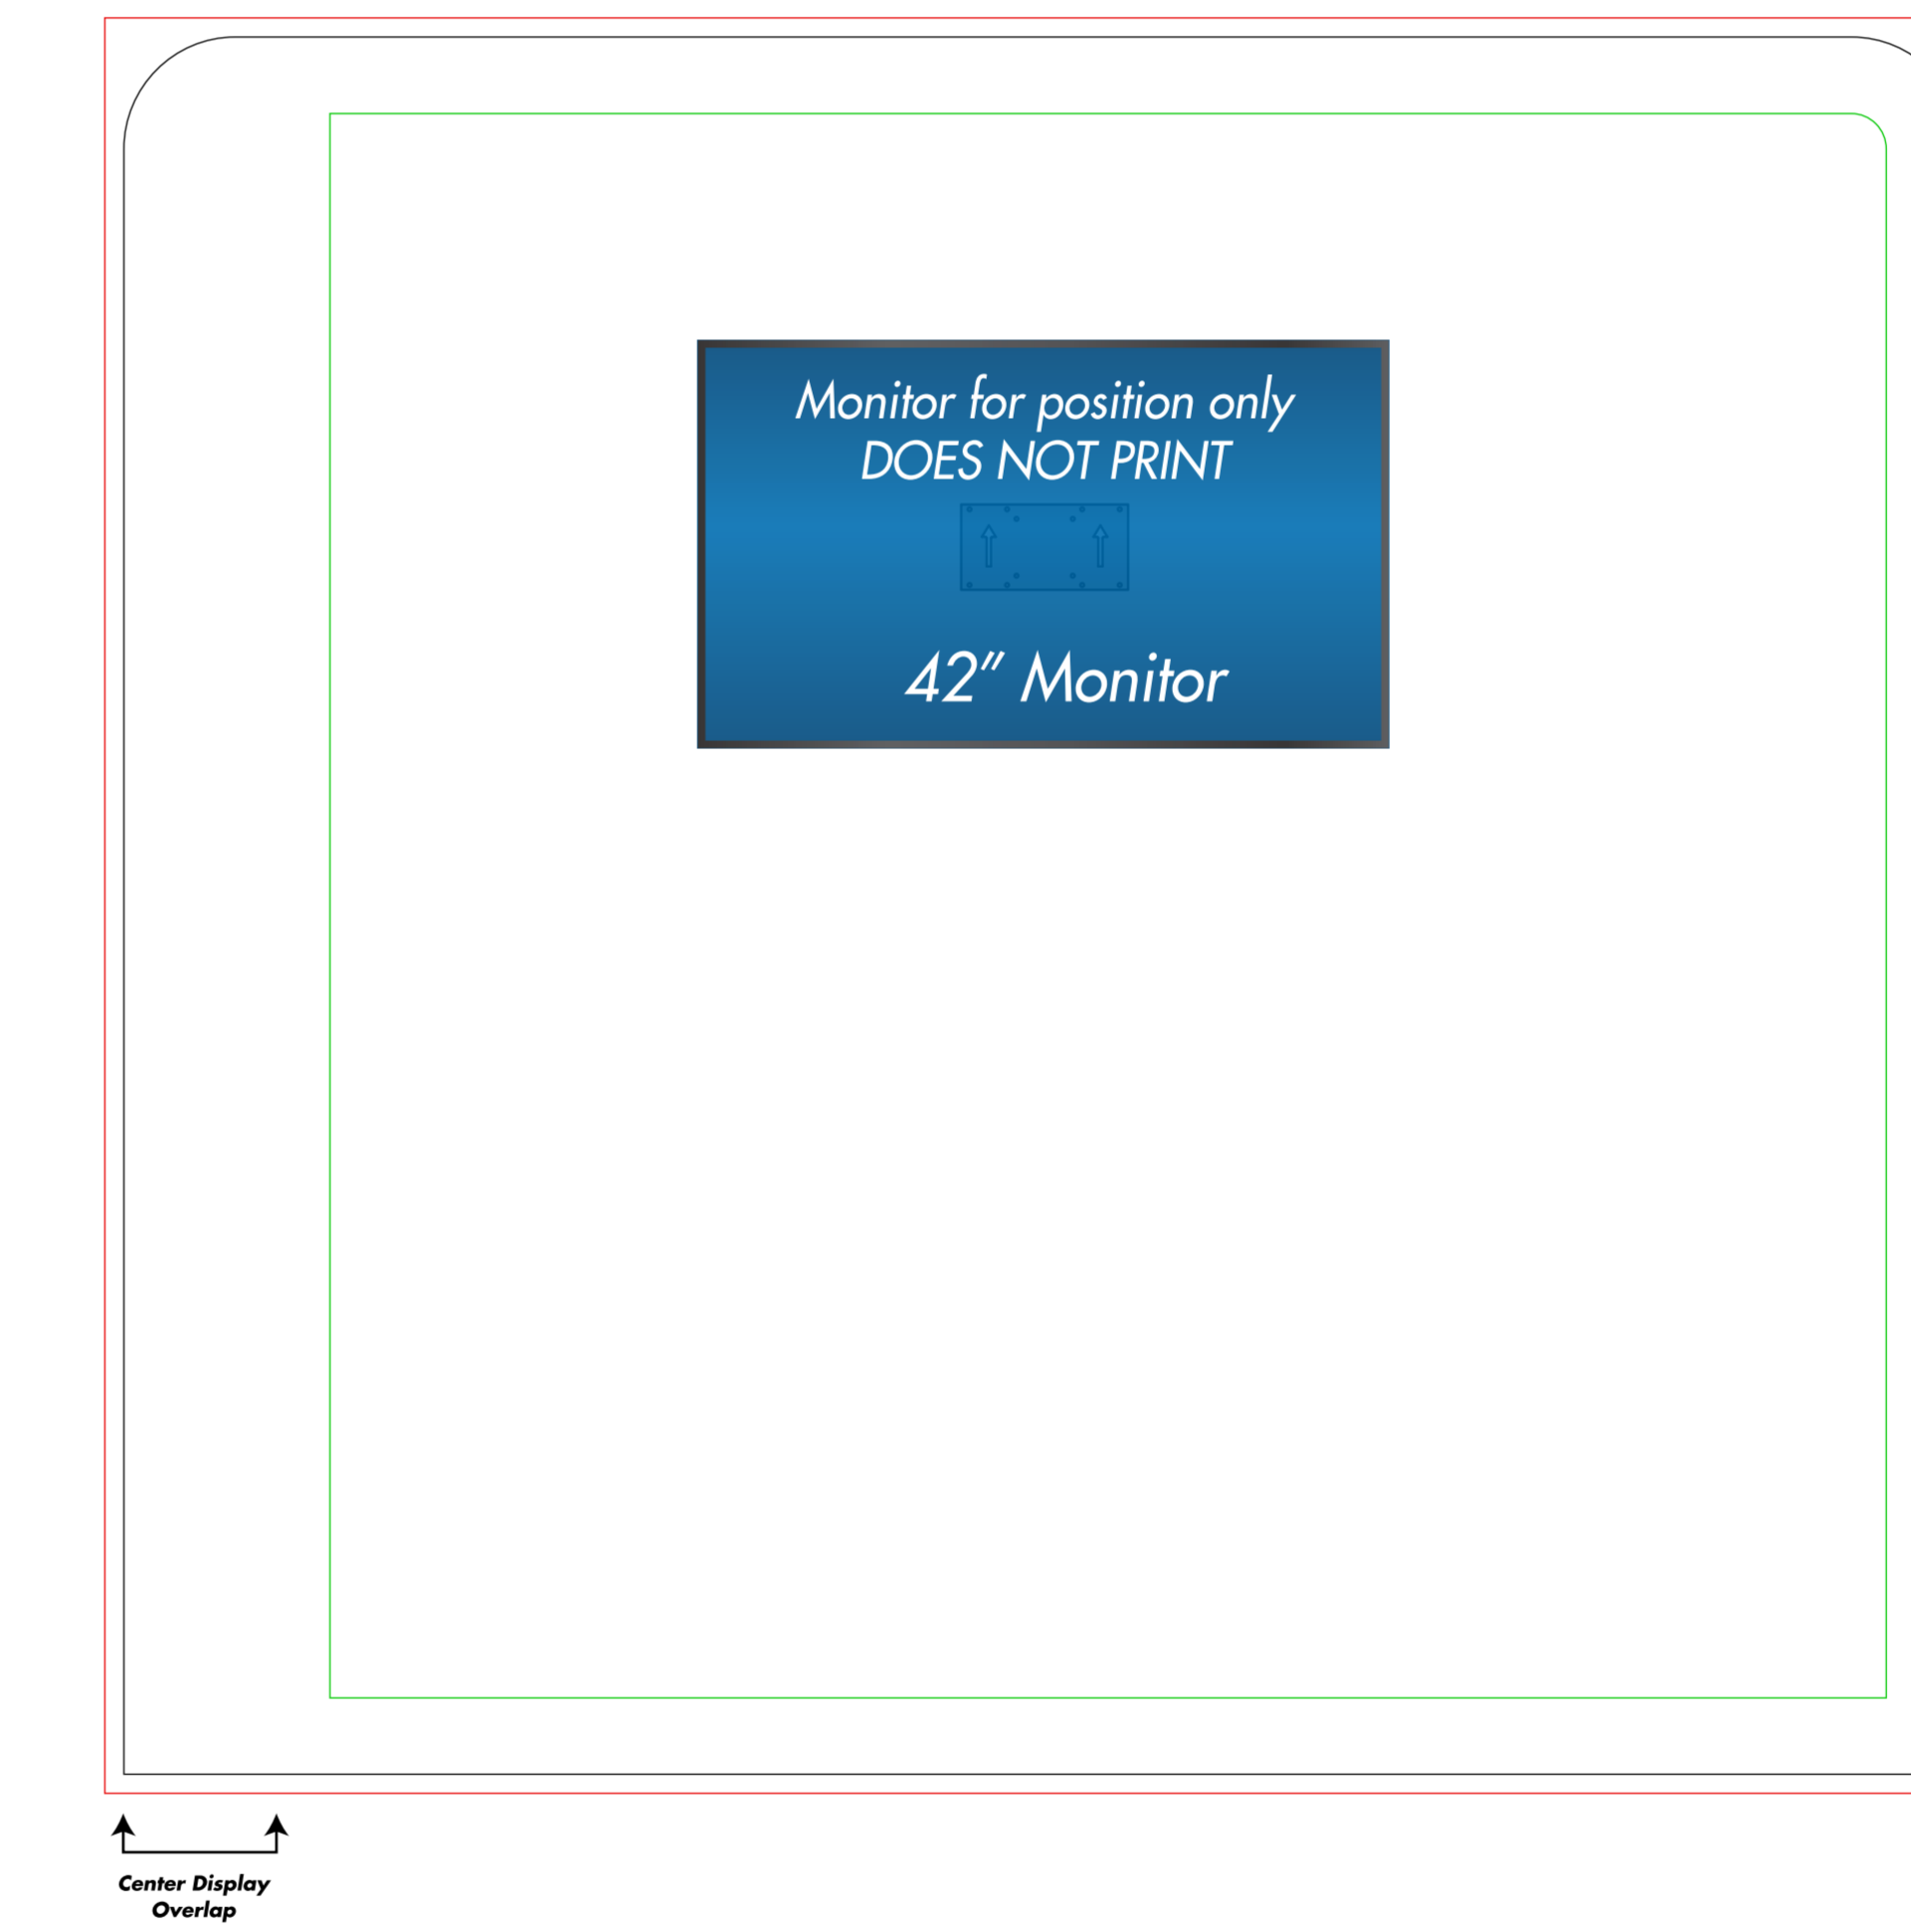 Monitor for position only
DOES NOT PRINT
42” Monitor
Center Display
Overlap